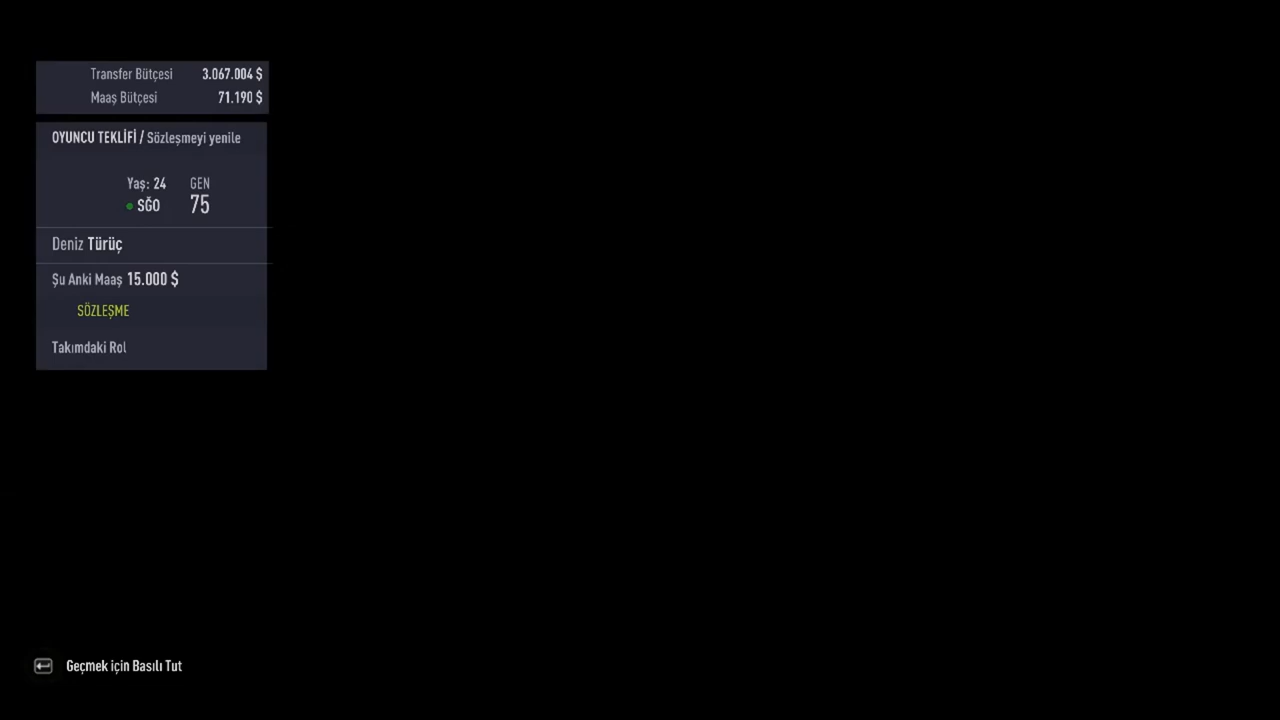 Transfer Bütçesi 3.067.004 $
Maaş Bütçesi 71.190 $
OYUNCU TEKLİFİ / Sözleşmeyi yenile
Yaş: 24 GEN
SĞO 75
Deniz Türüç
Şu Anki Maaş 15.000 $
SÖZLEŞME
Takımdaki Rol
Geçmek için Basılı Tut